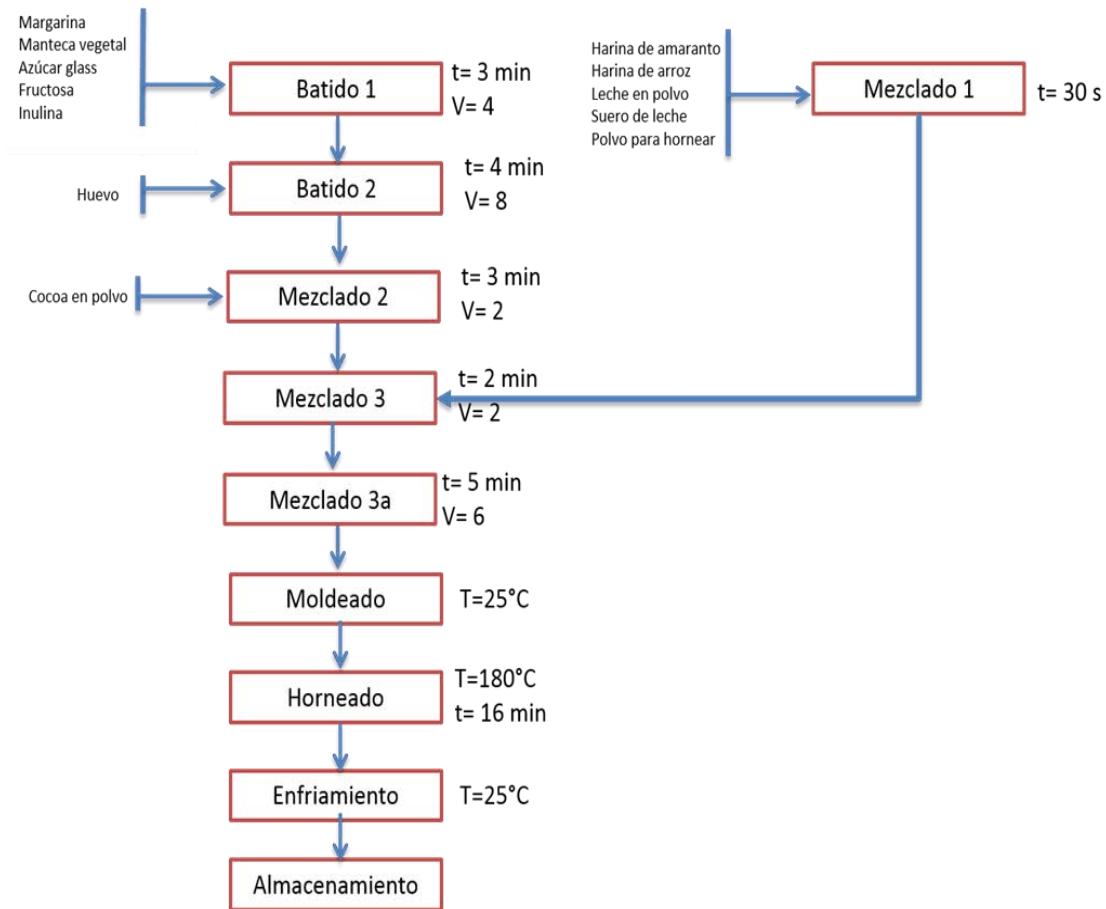 Margarina
Manteca vegetal
Azúcar glass
Fructosa
Inulina
Batido 1
t= 3 min
V= 4
Harina de amaranto
Harina de arroz
Leche en polvo
Suero de leche
Polvo para hornear
Mezclado 1
t= 30 s
Huevo
Batido 2
t= 4 min
V= 8
Cocoa en polvo
Mezclado 2
t= 3 min
V= 2
Mezclado 3
t= 2 min
V= 2
Mezclado 3a
t= 5 min
V= 6
Moldeado
T=25°C
Horneado
T=180°C
t= 16 min
Enfriamiento
T=25°C
Almacenamiento